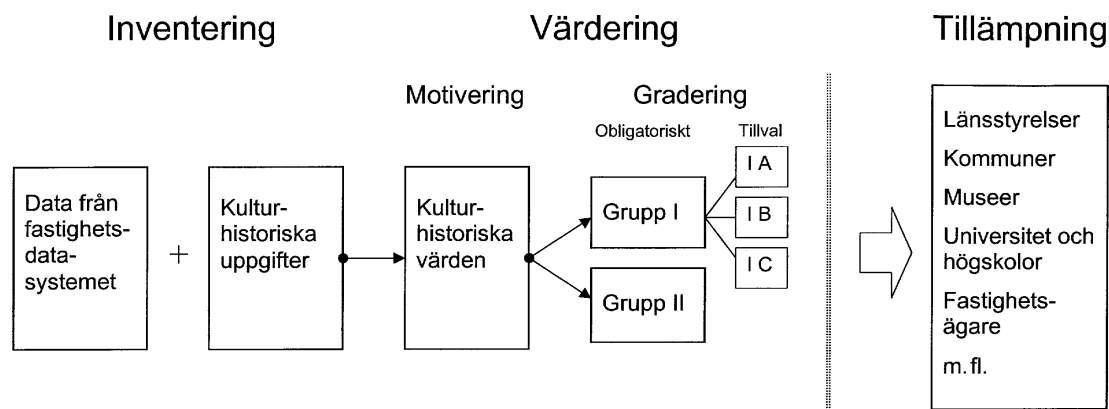 Inventering
Värdering
Tillämpning
Motivering
Gradering
Obligatoriskt
Tillval
Data från
fastighets-
data-
systemet
+
Kultur-
historiska
uppgifter
Kultur-
historiska
värden
Grupp I
Grupp II
I A
I B
I C
Länsstyrelser
Kommuner
Museer
Universitet och
högskolor
Fastighets-
ägare
m. fl.